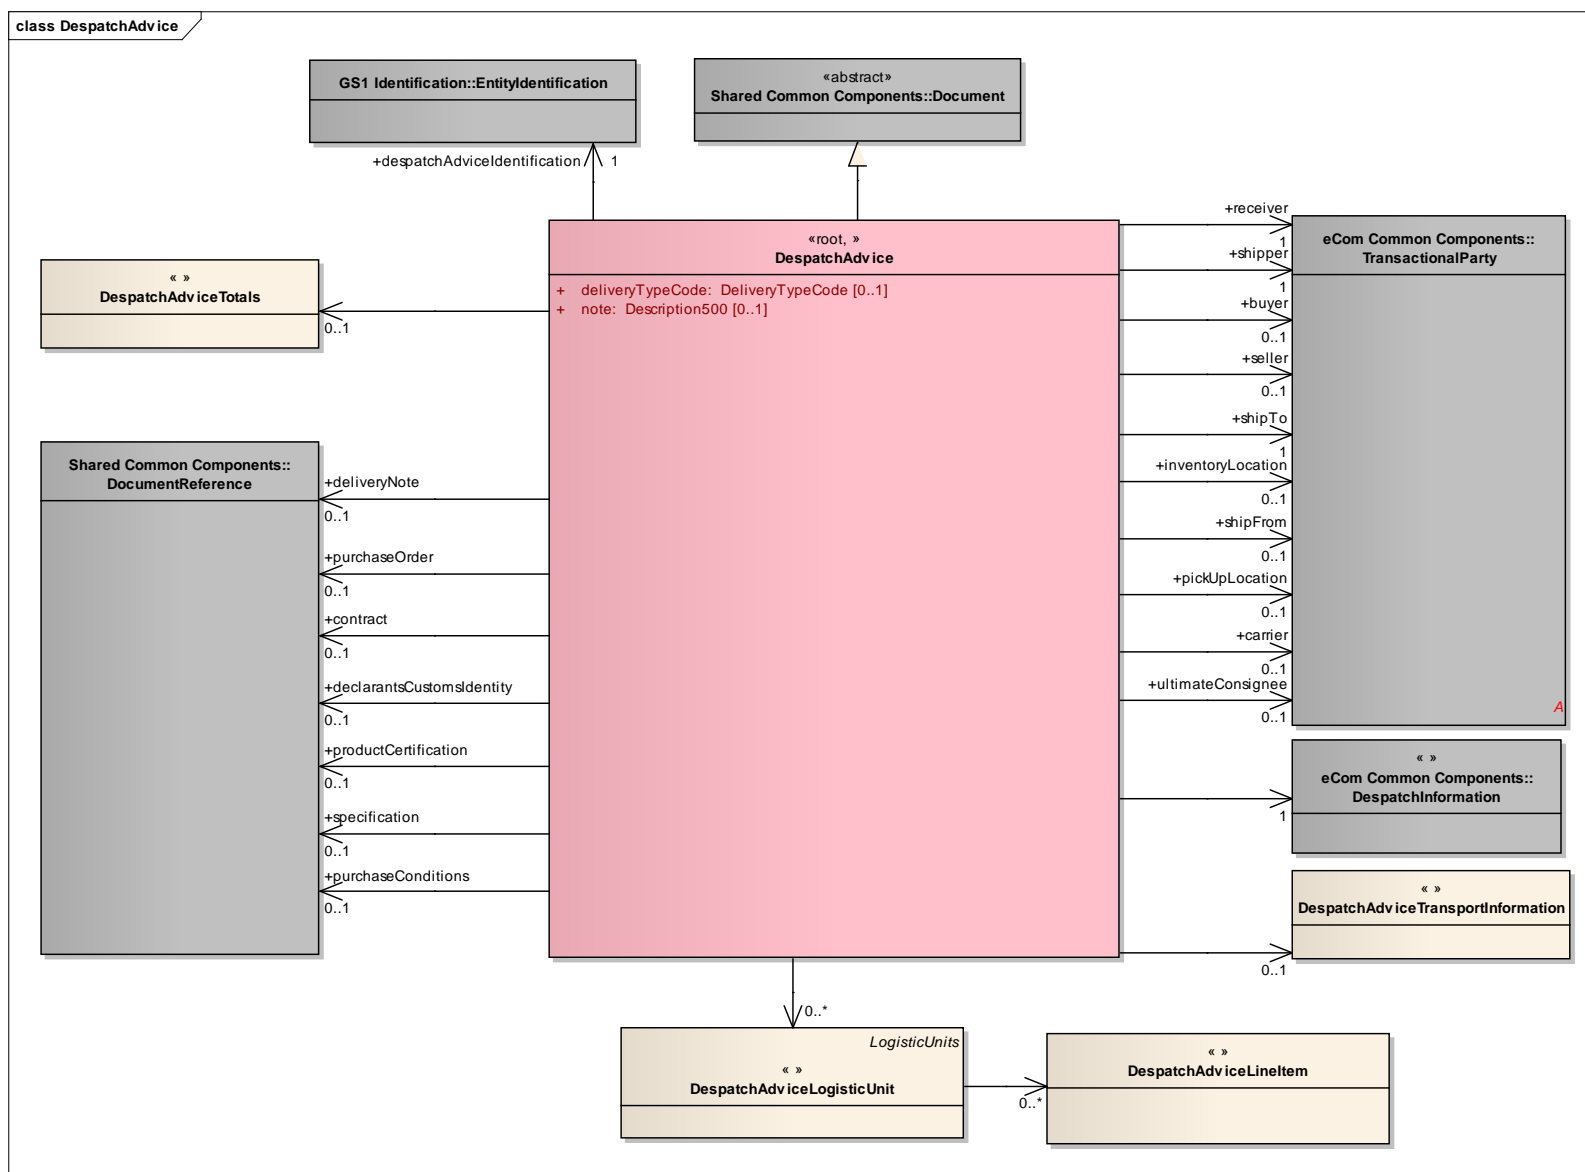 class DespatchAdvice
GS1 Identification::EntityIdentification
«abstract»
Shared Common Components::Document
+despatchAdviceIdentification
1
«root, »
DespatchAdvice
+ deliveryTypeCode: DeliveryTypeCode [0..1]
+ note: Description500 [0..1]
« »
DespatchAdviceTotals
0..1
Shared Common Components::
DocumentReference
+deliveryNote
0..1
+purchaseOrder
0..1
+contract
0..1
+declarantsCustomsIdentity
0..1
+productCertification
0..1
+specification
0..1
+purchaseConditions
0..1
+receiver
1
+shipper
1
+buyer
0..1
+seller
0..1
+shipTo
1
+inventoryLocation
0..1
+shipFrom
0..1
+pickUpLocation
0..1
+carrier
0..1
+ultimateConsignee
0..1
eCom Common Components::
TransactionalParty
A
« »
eCom Common Components::
DespatchInformation
1
« »
DespatchAdviceTransportInformation
0..1
0..*
LogisticUnits
« »
DespatchAdviceLogisticUnit
0..*
« »
DespatchAdviceLineItem